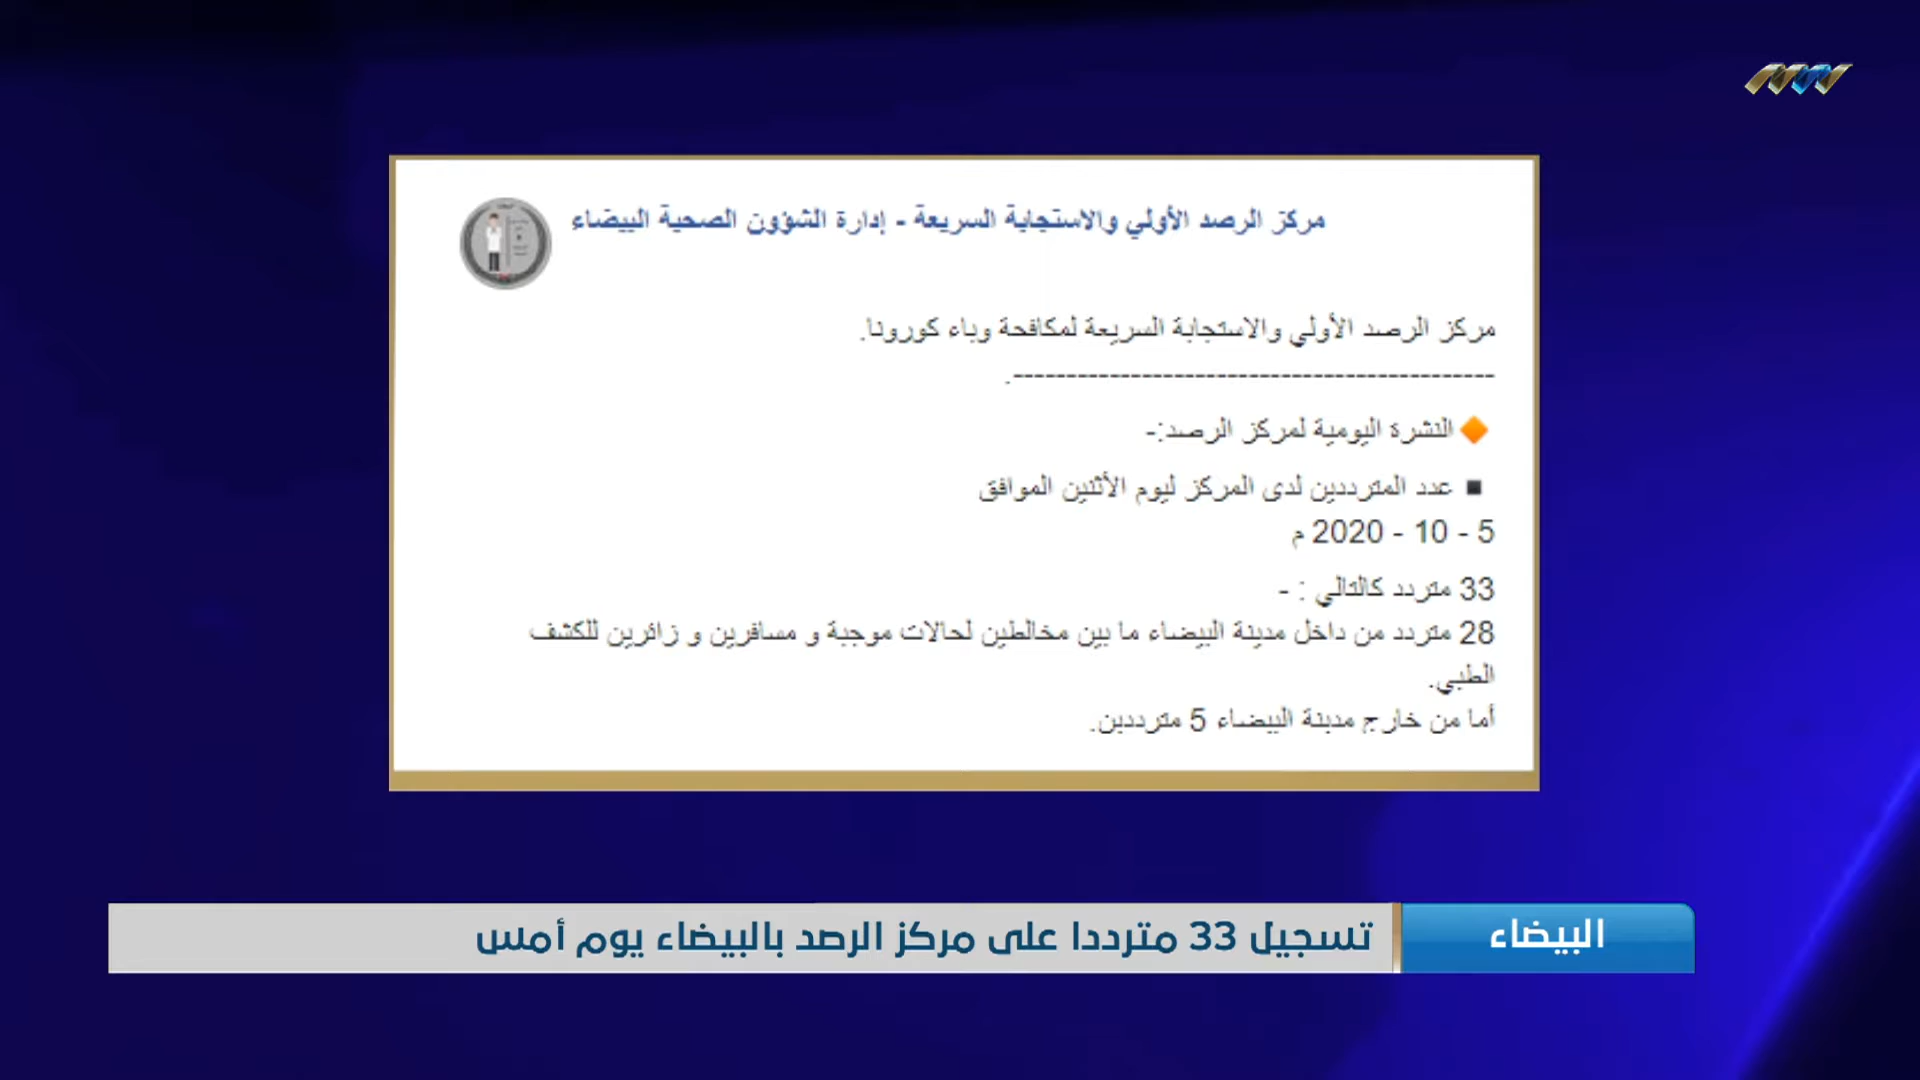 مركز الرصد الأولي والاستجابة السريعة - إدارة الشؤون الصحية البيضاء
مركز الرصد الأولي والاستجابة السريعة لمكافحة وباء كورونا.
----------------------------------------------.
🔶 النشرة اليومية لمركز الرصد:-
▪ عدد المترددين لدى المركز ليوم الأثنين الموافق
5 - 10 - 2020 م
33 متردد كالتالي : -
28 متردد من داخل مدينة البيضاء ما بين مخالطين لحالات موجبة و مسافرين و زائرين للكشف
الطبي.
أما من خارج مدينة البيضاء 5 مترددين.
البيضاء
تسجيل 33 مترددا على مركز الرصد بالبيضاء يوم أمس